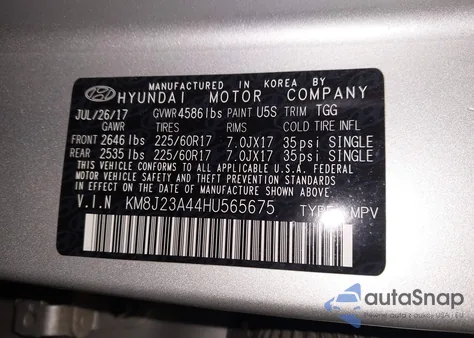 MANUFACTURED IN KOREA BY
HYUNDAI MOTOR COMPANY
JUL/26/17 GVWR 4586 lbs PAINT U5S TRIM TGG
GAWR TIRES RIMS COLD TIRE INFL
FRONT 2646 lbs 225/60R17 7.0JX17 35psi SINGLE
REAR 2535 lbs 225/60R17 7.0JX17 35psi SINGLE
THIS VEHICLE CONFORMS TO ALL APPLICABLE U.S.A. FEDERAL
MOTOR VEHICLE SAFETY AND THEFT PREVENTION STANDARDS
IN EFFECT ON THE DATE OF MANUFACTURE SHOWN ABOVE.
V.I.N KM8J23A44HU565675 TYPE MPV
autoSnap